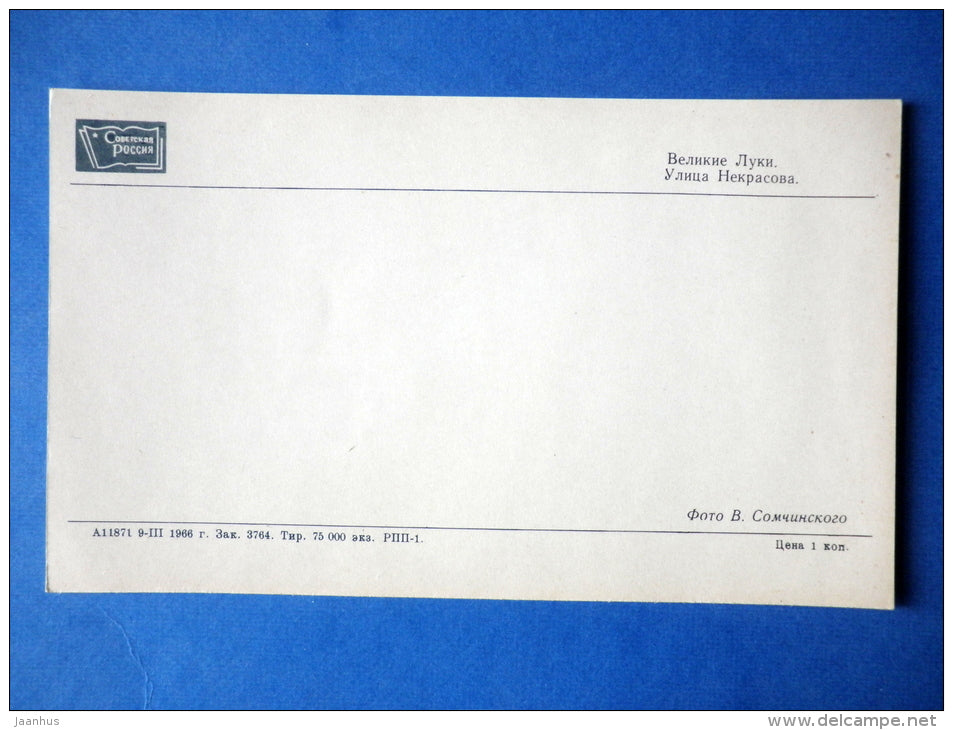 Советская
Россия
Великие Луки.
Улица Некрасова.
Фото В. Сомчинского
А11871 9-III 1966 г. Зак. 3764. Тир. 75 000 экз. РПП-1.
Цена 1 коп.
jaanhus
www.delcampe.net